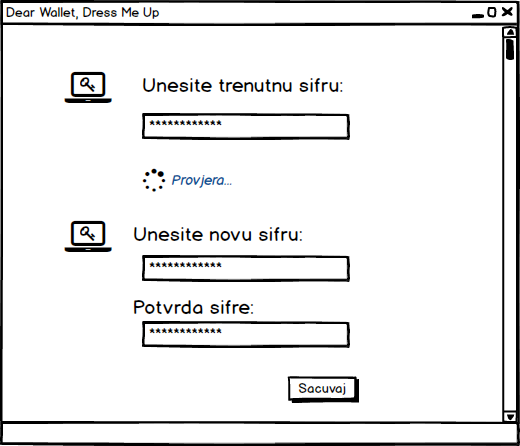 Dear Wallet, Dress Me Up
Unesite trenutnu sifru:
************
Provjera...
Unesite novu sifru:
************
Potvrda sifre:
************
Sacuvaj